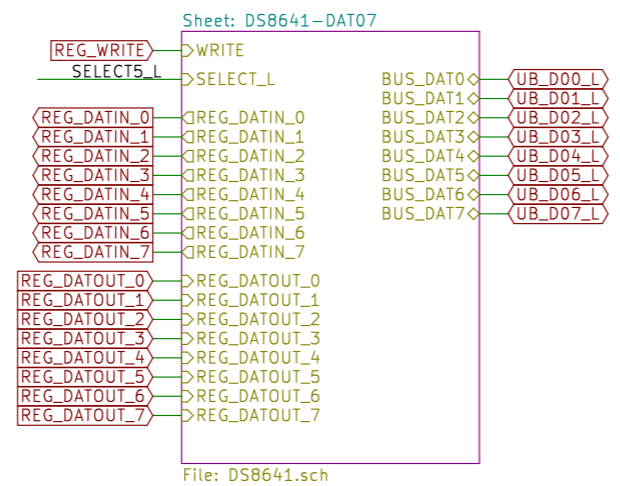 Sheet: DS8641-DAT07
REG_WRITE WRITE
SELECT5_L SELECT_L BUS_DAT0 UB_D00_L
BUS_DAT1 UB_D01_L
REG_DATIN_0 REG_DATIN_0 BUS_DAT2 UB_D02_L
REG_DATIN_1 REG_DATIN_1 BUS_DAT3 UB_D03_L
REG_DATIN_2 REG_DATIN_2 BUS_DAT4 UB_D04_L
REG_DATIN_3 REG_DATIN_3 BUS_DAT5 UB_D05_L
REG_DATIN_4 REG_DATIN_4 BUS_DAT6 UB_D06_L
REG_DATIN_5 REG_DATIN_5 BUS_DAT7 UB_D07_L
REG_DATIN_6 REG_DATIN_6
REG_DATIN_7 REG_DATIN_7
REG_DATOUT_0 REG_DATOUT_0
REG_DATOUT_1 REG_DATOUT_1
REG_DATOUT_2 REG_DATOUT_2
REG_DATOUT_3 REG_DATOUT_3
REG_DATOUT_4 REG_DATOUT_4
REG_DATOUT_5 REG_DATOUT_5
REG_DATOUT_6 REG_DATOUT_6
REG_DATOUT_7 REG_DATOUT_7
File: DS8641.sch